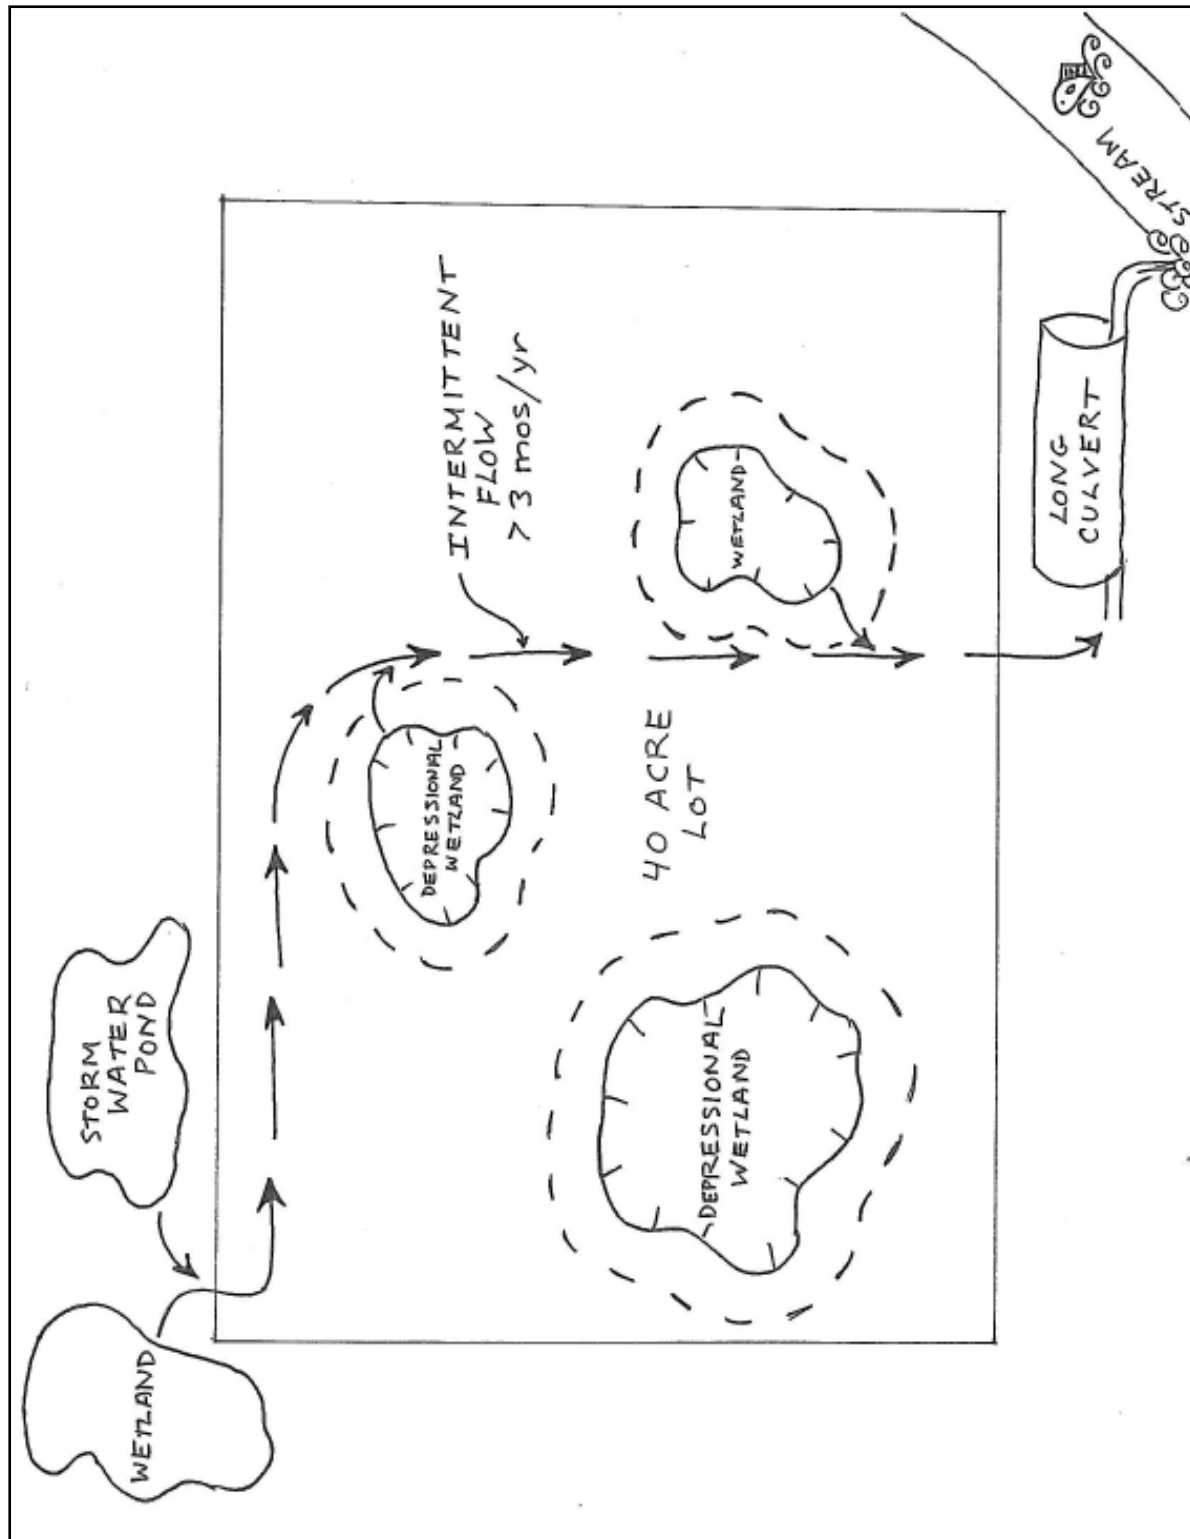 STORM
WATER
POND
WETLAND
DEPRESSIONAL
WETLAND
INTERMITTENT
FLOW
> 3 mos/yr
40 ACRE
LOT
DEPRESSIONAL
WETLAND
WETLAND
LONG
CULVERT
STREAM